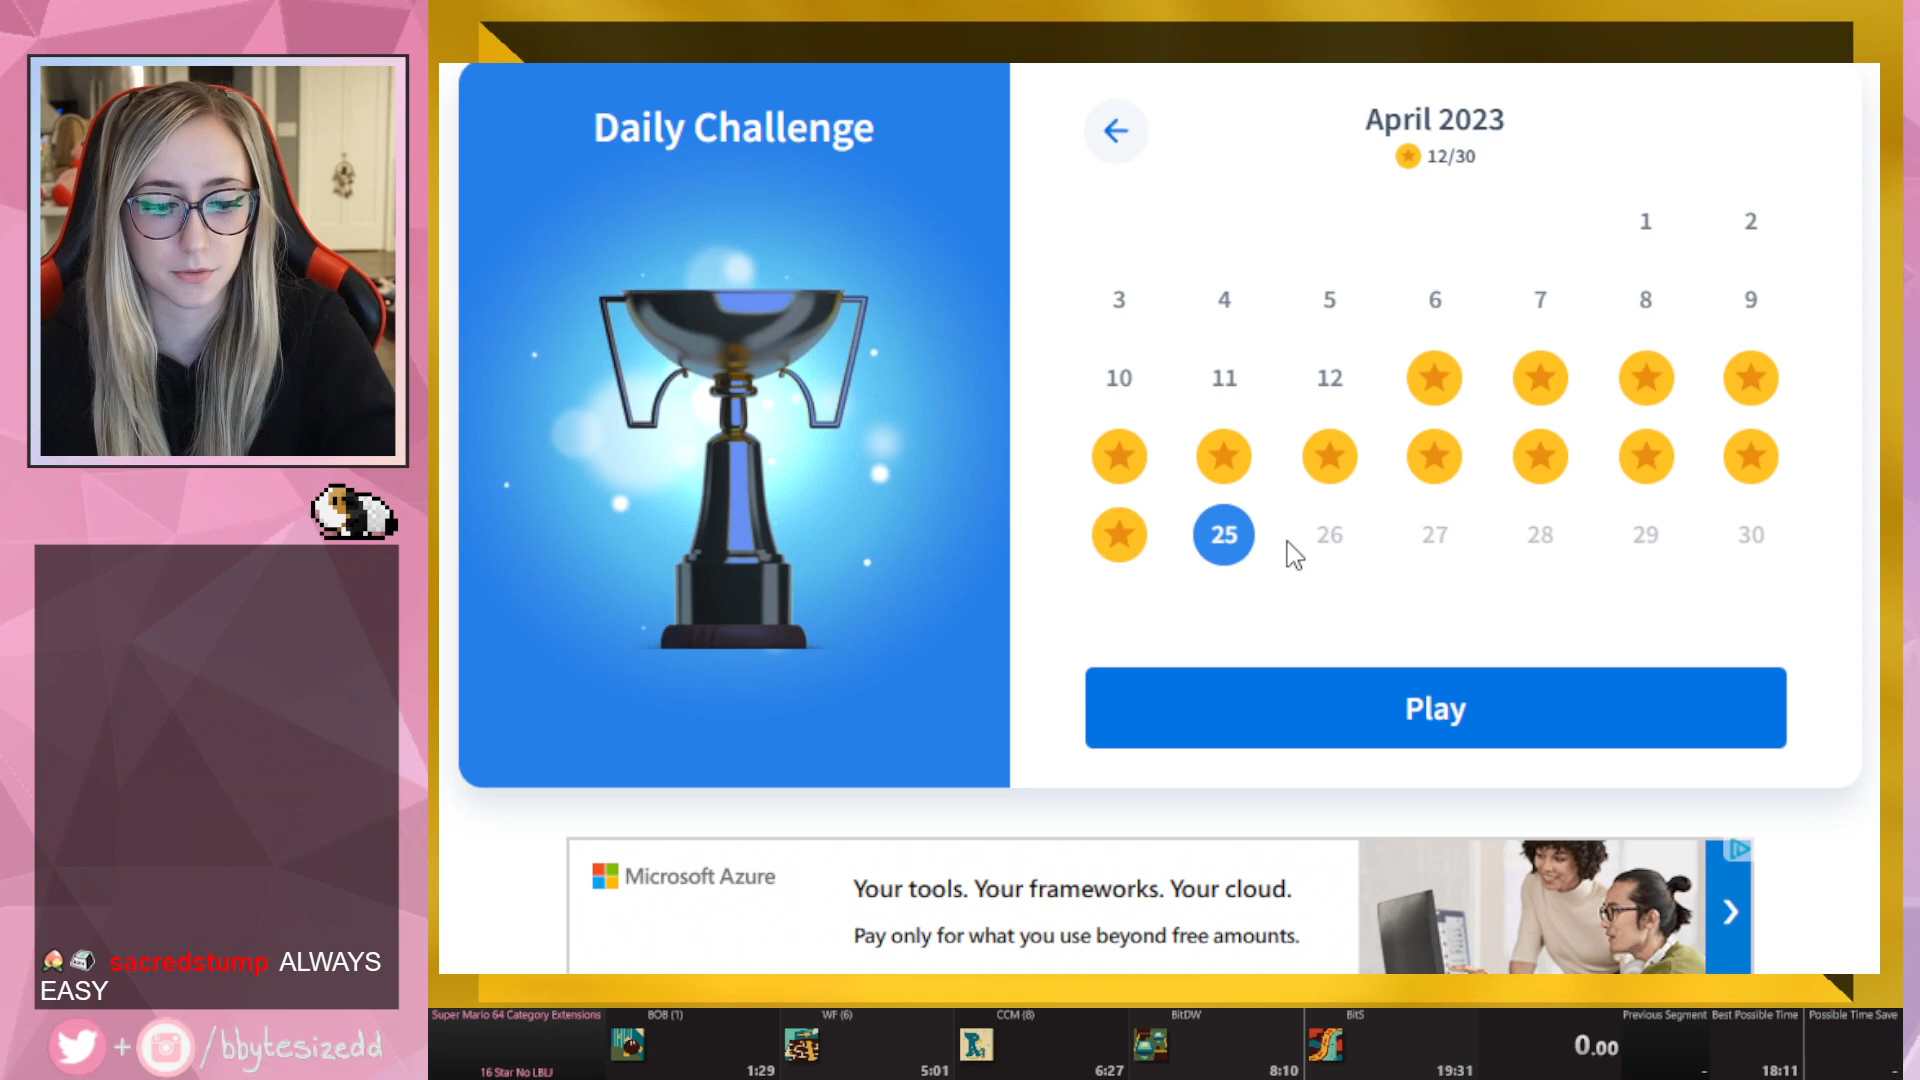 Daily Challenge
April 2023
12/30
1 2
3 4 5 6 7 8 9
10 11 12
25 26 27 28 29 30
Play
Microsoft Azure
Your tools. Your frameworks. Your cloud.
Pay only for what you use beyond free amounts.
sacredstump ALWAYS
EASY
/bbytesizedd
Super Mario 64 Category Extensions
16 Star No LBLJ
BOB (1)
1:29
WF (6)
5:01
CCM (8)
6:27
BitDW
8:10
BitS
19:31
0.00
Previous Segment
-
Best Possible Time
18:11
Possible Time Save
-